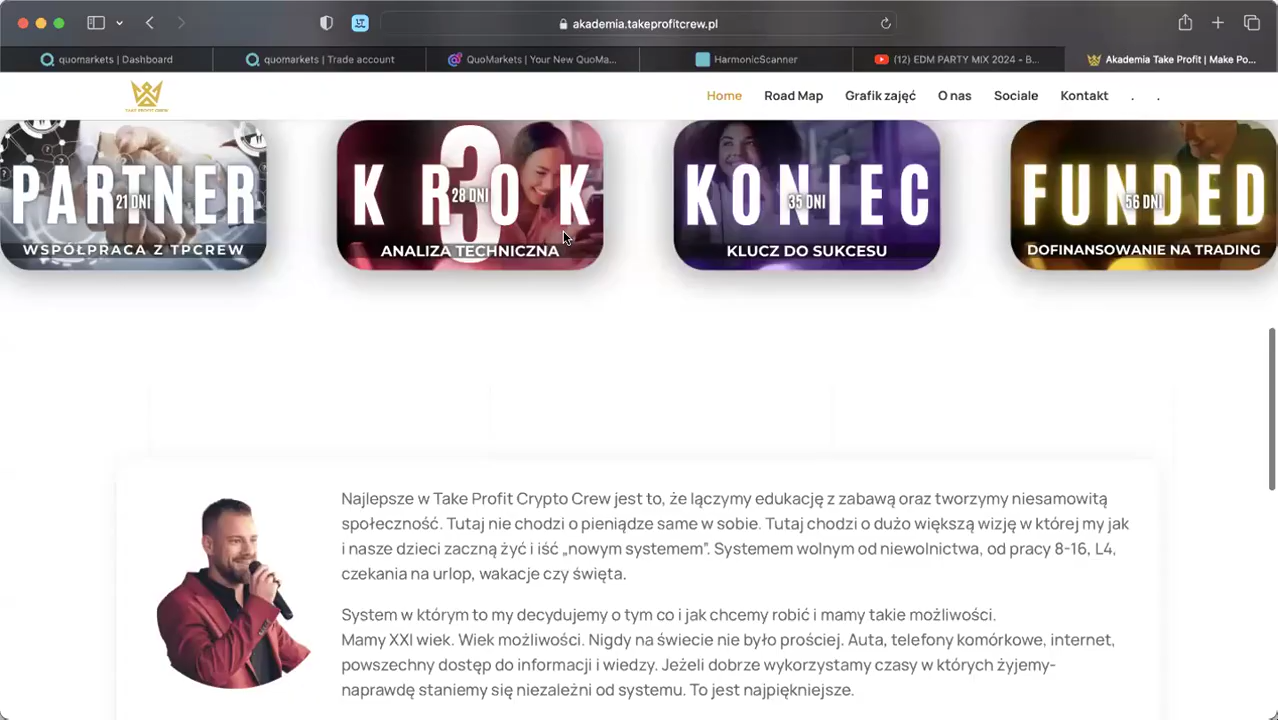 akademia.takeprofitcrew.pl
quomarkets | Dashboard
quomarkets | Trade account
QuoMarkets | Your New QuoMa...
HarmonicScanner
(12) EDM PARTY MIX 2024 - B...
Akademia Take Profit | Make Po...
TAKE PROFIT CREW
Home
Road Map
Grafik zajęć
O nas
Sociale
Kontakt
.
.
PARTNER
21 DNI
WSPÓŁPRACA Z TPCREW
3
KROK
28 DNI
ANALIZA TECHNICZNA
KONIEC
35 DNI
KLUCZ DO SUKCESU
FUNDED
56 DNI
DOFINANSOWANIE NA TRADING
Najlepsze w Take Profit Crypto Crew jest to, że łączymy edukację z zabawą oraz tworzymy niesamowitą
społeczność. Tutaj nie chodzi o pieniądze same w sobie. Tutaj chodzi o dużo większą wizję w której my jak
i nasze dzieci zaczną żyć i iść „nowym systemem”. Systemem wolnym od niewolnictwa, od pracy 8-16, L4,
czekania na urlop, wakacje czy święta.
System w którym to my decydujemy o tym co i jak chcemy robić i mamy takie możliwości.
Mamy XXI wiek. Wiek możliwości. Nigdy na świecie nie było prościej. Auta, telefony komórkowe, internet,
powszechny dostęp do informacji i wiedzy. Jeżeli dobrze wykorzystamy czasy w których żyjemy-
naprawdę staniemy się niezależni od systemu. To jest najpiękniejsze.